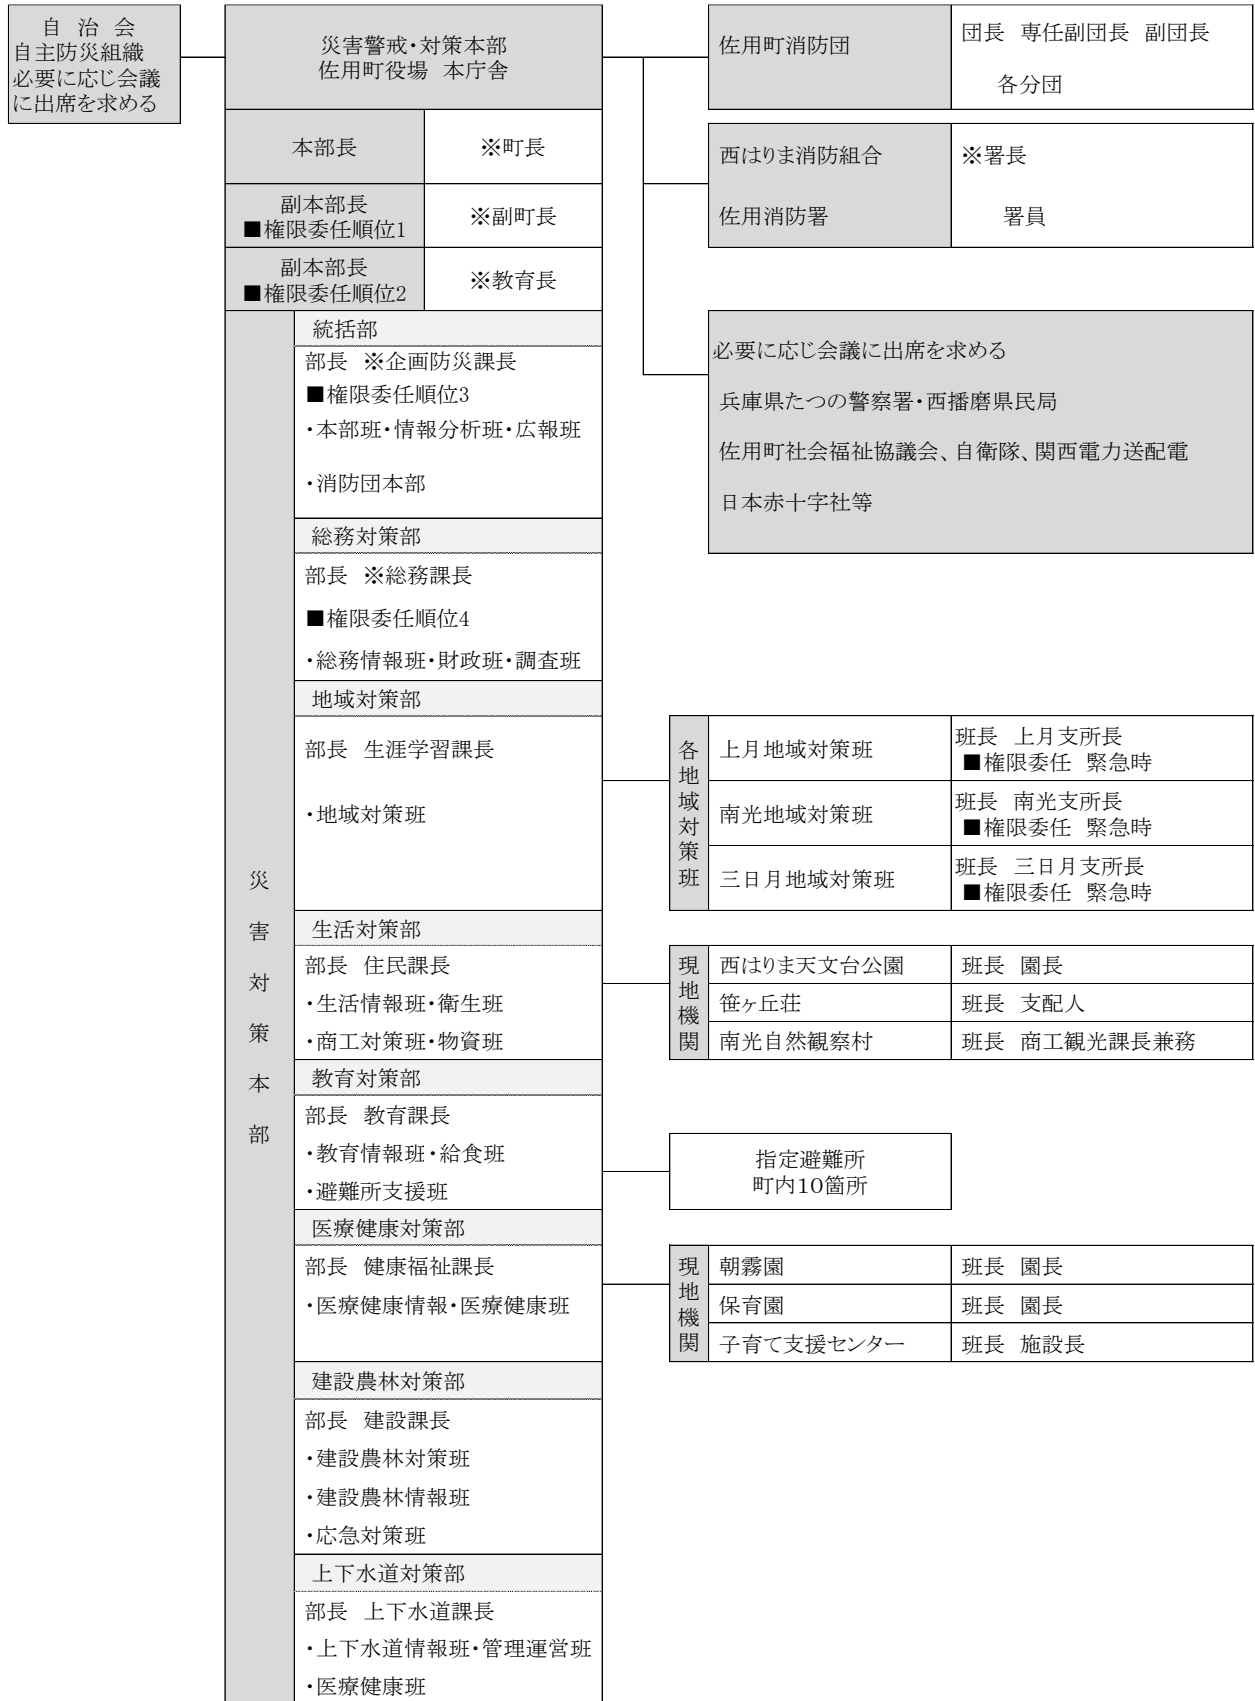 自 治 会
自主防災組織
必要に応じ会議
に出席を求める
災害警戒・対策本部
佐用町役場 本庁舎
本部長
※町長
副本部長
■権限委任順位1
※副町長
副本部長
■権限委任順位2
※教育長
災害対策本部
統括部
部長 ※企画防災課長
■権限委任順位3
・本部班・情報分析班・広報班
・消防団本部
総務対策部
部長 ※総務課長
■権限委任順位4
・総務情報班・財政班・調査班
地域対策部
部長 生涯学習課長
・地域対策班
生活対策部
部長 住民課長
・生活情報班・衛生班
・商工対策班・物資班
教育対策部
部長 教育課長
・教育情報班・給食班
・避難所支援班
医療健康対策部
部長 健康福祉課長
・医療健康情報・医療健康班
建設農林対策部
部長 建設課長
・建設農林対策班
・建設農林情報班
・応急対策班
上下水道対策部
部長 上下水道課長
・上下水道情報班・管理運営班
・医療健康班
佐用町消防団
団長 専任副団長 副団長
各分団
西はりま消防組合
佐用消防署
※署長
署員
必要に応じ会議に出席を求める
兵庫県たつの警察署・西播磨県民局
佐用町社会福祉協議会、自衛隊、関西電力送配電
日本赤十字社等
各地域対策班
上月地域対策班
班長 上月支所長
■権限委任 緊急時
南光地域対策班
班長 南光支所長
■権限委任 緊急時
三日月地域対策班
班長 三日月支所長
■権限委任 緊急時
現地機関
西はりま天文台公園
班長 園長
笹ヶ丘荘
班長 支配人
南光自然観察村
班長 商工観光課長兼務
指定避難所
町内10箇所
現地機関
朝霧園
班長 園長
保育園
班長 園長
子育て支援センター
班長 施設長